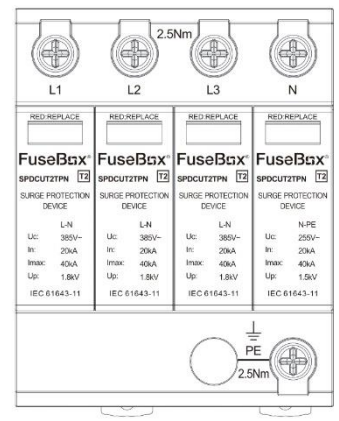 2.5Nm
L1 L2 L3 N
RED:REPLACE RED:REPLACE RED:REPLACE RED:REPLACE
FuseBox FuseBox FuseBox FuseBox
SPDCUT2TPN T2 SPDCUT2TPN T2 SPDCUT2TPN T2 SPDCUT2TPN T2
SURGE PROTECTION SURGE PROTECTION SURGE PROTECTION SURGE PROTECTION
DEVICE DEVICE DEVICE DEVICE
L-N L-N L-N N-PE
Uc: 385V~ Uc: 385V~ Uc: 385V~ Uc: 255V~
In: 20kA In: 20kA In: 20kA In: 20kA
Imax: 40kA Imax: 40kA Imax: 40kA Imax: 40kA
Up: 1.8kV Up: 1.8kV Up: 1.8kV Up: 1.5kV
IEC 61643-11 IEC 61643-11 IEC 61643-11 IEC 61643-11
PE
2.5Nm